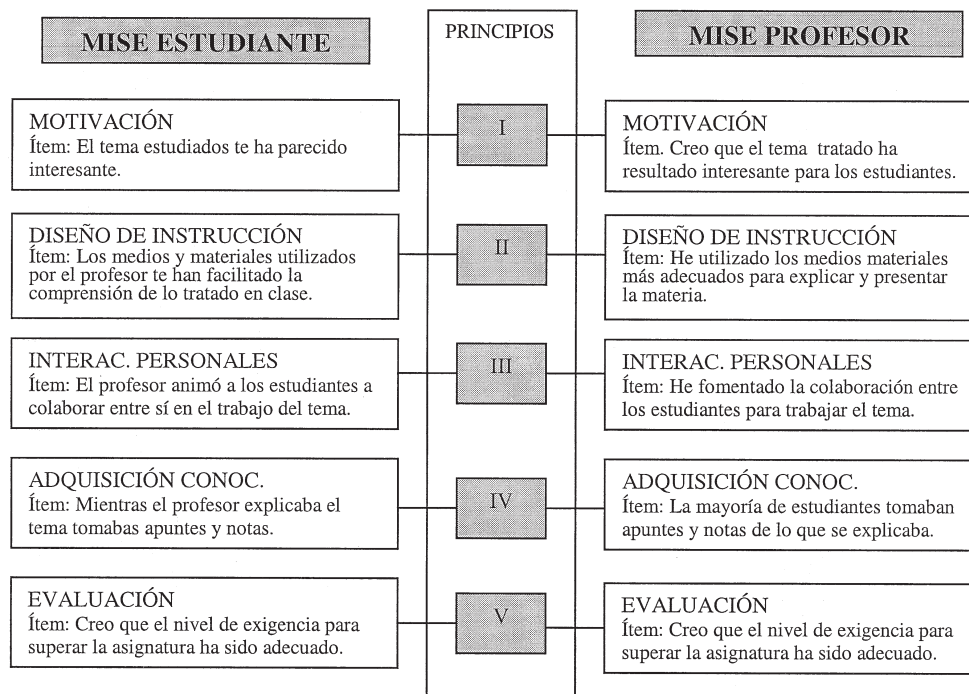 MISE ESTUDIANTE
PRINCIPIOS
MISE PROFESOR
MOTIVACIÓN
Ítem: El tema estudiados te ha parecido
interesante.
I
MOTIVACIÓN
Ítem. Creo que el tema tratado ha
resultado interesante para los estudiantes.
DISEÑO DE INSTRUCCIÓN
Ítem: Los medios y materiales utilizados
por el profesor te han facilitado la
comprensión de lo tratado en clase.
II
DISEÑO DE INSTRUCCIÓN
Ítem: He utilizado los medios materiales
más adecuados para explicar y presentar
la materia.
INTERAC. PERSONALES
Ítem: El profesor animó a los estudiantes a
colaborar entre sí en el trabajo del tema.
III
INTERAC. PERSONALES
Ítem: He fomentado la colaboración entre
los estudiantes para trabajar el tema.
ADQUISICIÓN CONOC.
Ítem: Mientras el profesor explicaba el
tema tomabas apuntes y notas.
IV
ADQUISICIÓN CONOC.
Ítem: La mayoría de estudiantes tomaban
apuntes y notas de lo que se explicaba.
EVALUACIÓN
Ítem: Creo que el nivel de exigencia para
superar la asignatura ha sido adecuado.
V
EVALUACIÓN
Ítem: Creo que el nivel de exigencia para
superar la asignatura ha sido adecuado.